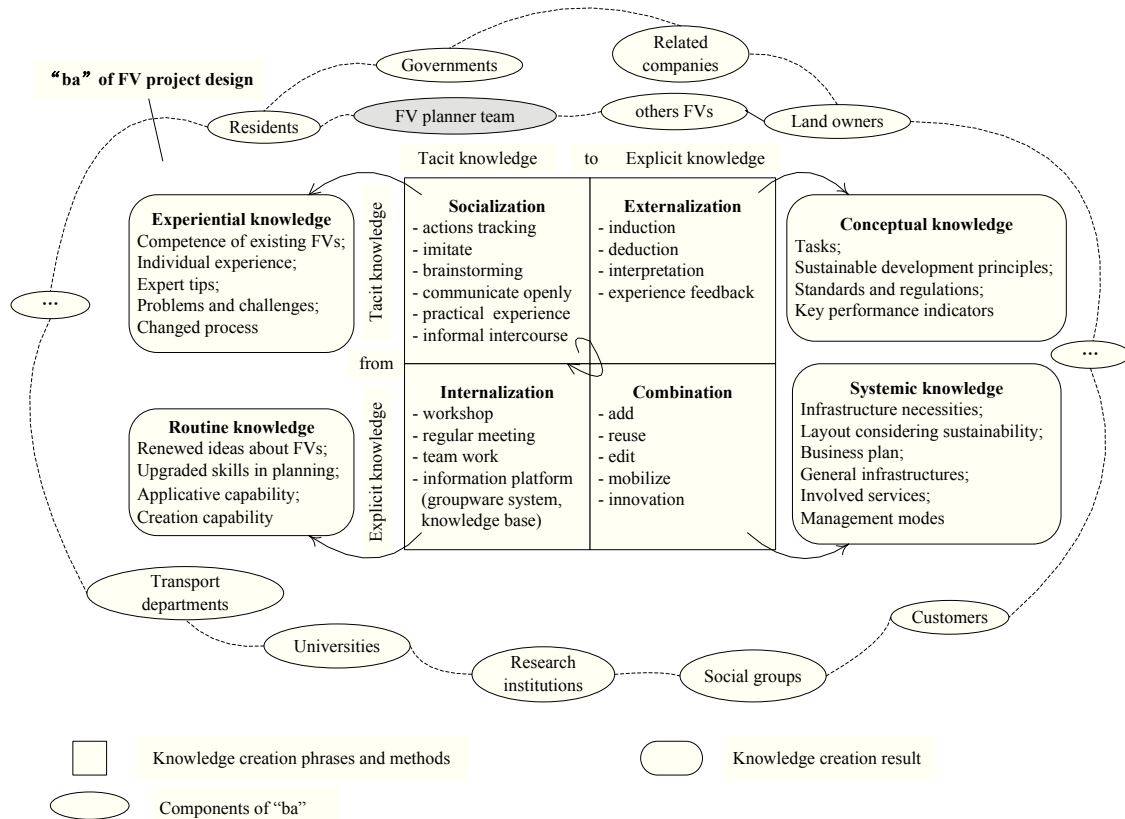 Related
companies
Governments
“ba” of FV project design
others FVs
FV planner team
Residents
Land owners
Tacit knowledge to Explicit knowledge
Experiential knowledge
Competence of existing FVs;
Individual experience;
Expert tips;
Problems and challenges;
Changed process
Tacit knowledge
Socialization
- actions tracking
- imitate
- brainstorming
- communicate openly
- practical experience
- informal intercourse
Externalization
- induction
- deduction
- interpretation
- experience feedback
Conceptual knowledge
Tasks;
Sustainable development principles;
Standards and regulations;
Key performance indicators
...
...
from
Routine knowledge
Renewed ideas about FVs;
Upgraded skills in planning;
Applicative capability;
Creation capability
Explicit knowledge
Internalization
- workshop
- regular meeting
- team work
- information platform
(groupware system,
knowledge base)
Combination
- add
- reuse
- edit
- mobilize
- innovation
Systemic knowledge
Infrastructure necessities;
Layout considering sustainability;
Business plan;
General infrastructures;
Involved services;
Management modes
Transport
departments
Universities
Research
institutions
Social groups
Customers
Knowledge creation phrases and methods
Knowledge creation result
Components of “ba”